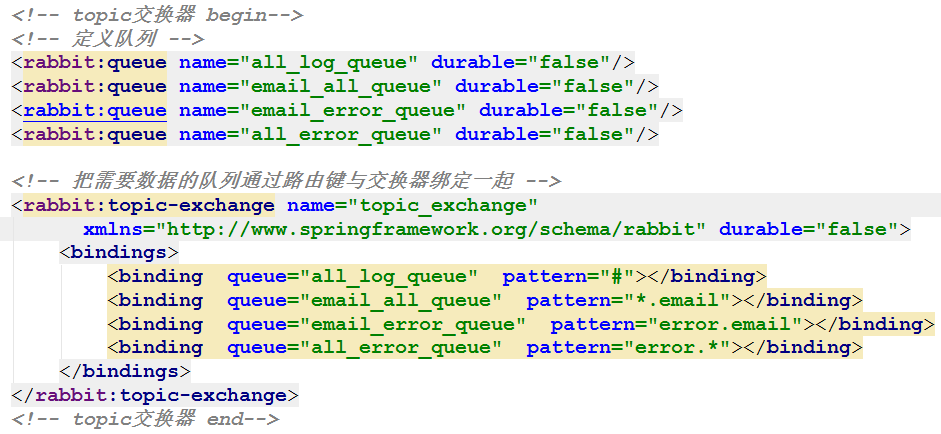 <!-- topic交换器 begin-->
<!-- 定义队列 -->
<rabbit:queue name="all_log_queue" durable="false"/>
<rabbit:queue name="email_all_queue" durable="false"/>
<rabbit:queue name="email_error_queue" durable="false"/>
<rabbit:queue name="all_error_queue" durable="false"/>
<!-- 把需要数据的队列通过路由键与交换器绑定一起 -->
<rabbit:topic-exchange name="topic_exchange"
xmlns="http://www.springframework.org/schema/rabbit" durable="false">
<bindings>
<binding  queue="all_log_queue"  pattern="#"></binding>
<binding  queue="email_all_queue"  pattern="*.email"></binding>
<binding  queue="email_error_queue"  pattern="error.email"></binding>
<binding  queue="all_error_queue"  pattern="error.*"></binding>
</bindings>
</rabbit:topic-exchange>
<!-- topic交换器 end-->